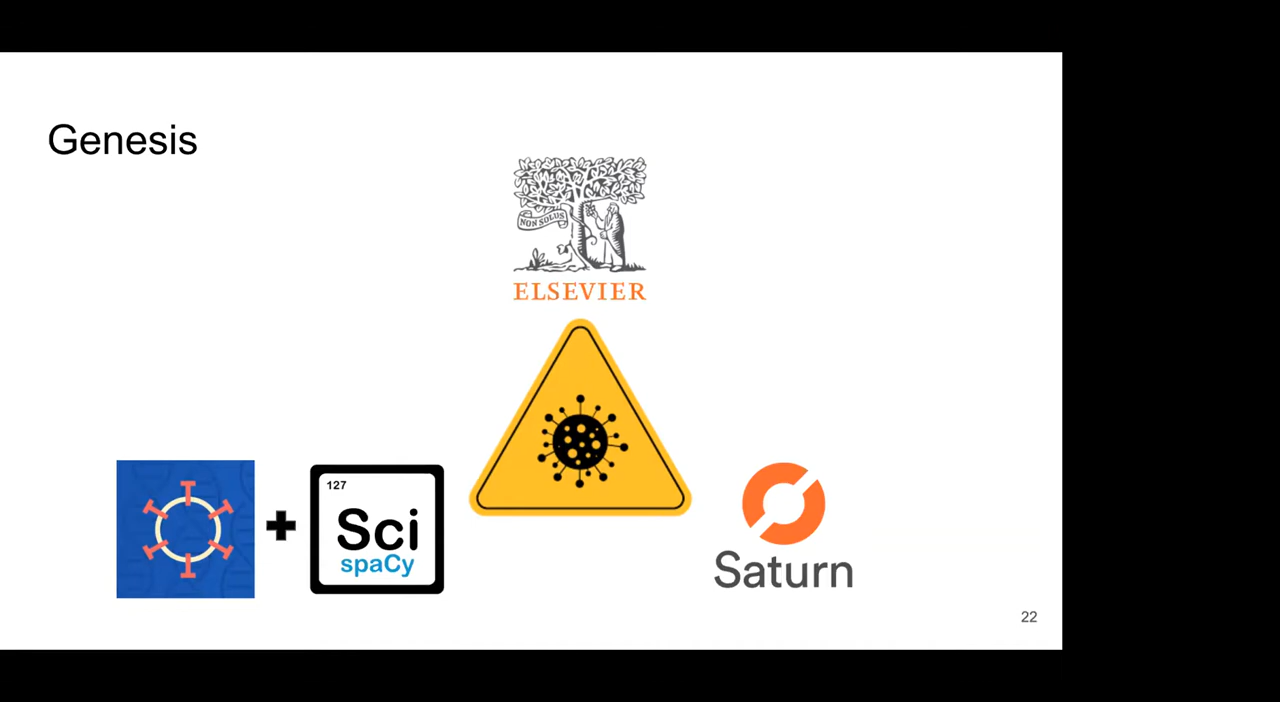 Genesis
NON SOLUS
ELSEVIER
127
Sci
spaCy
Saturn
22